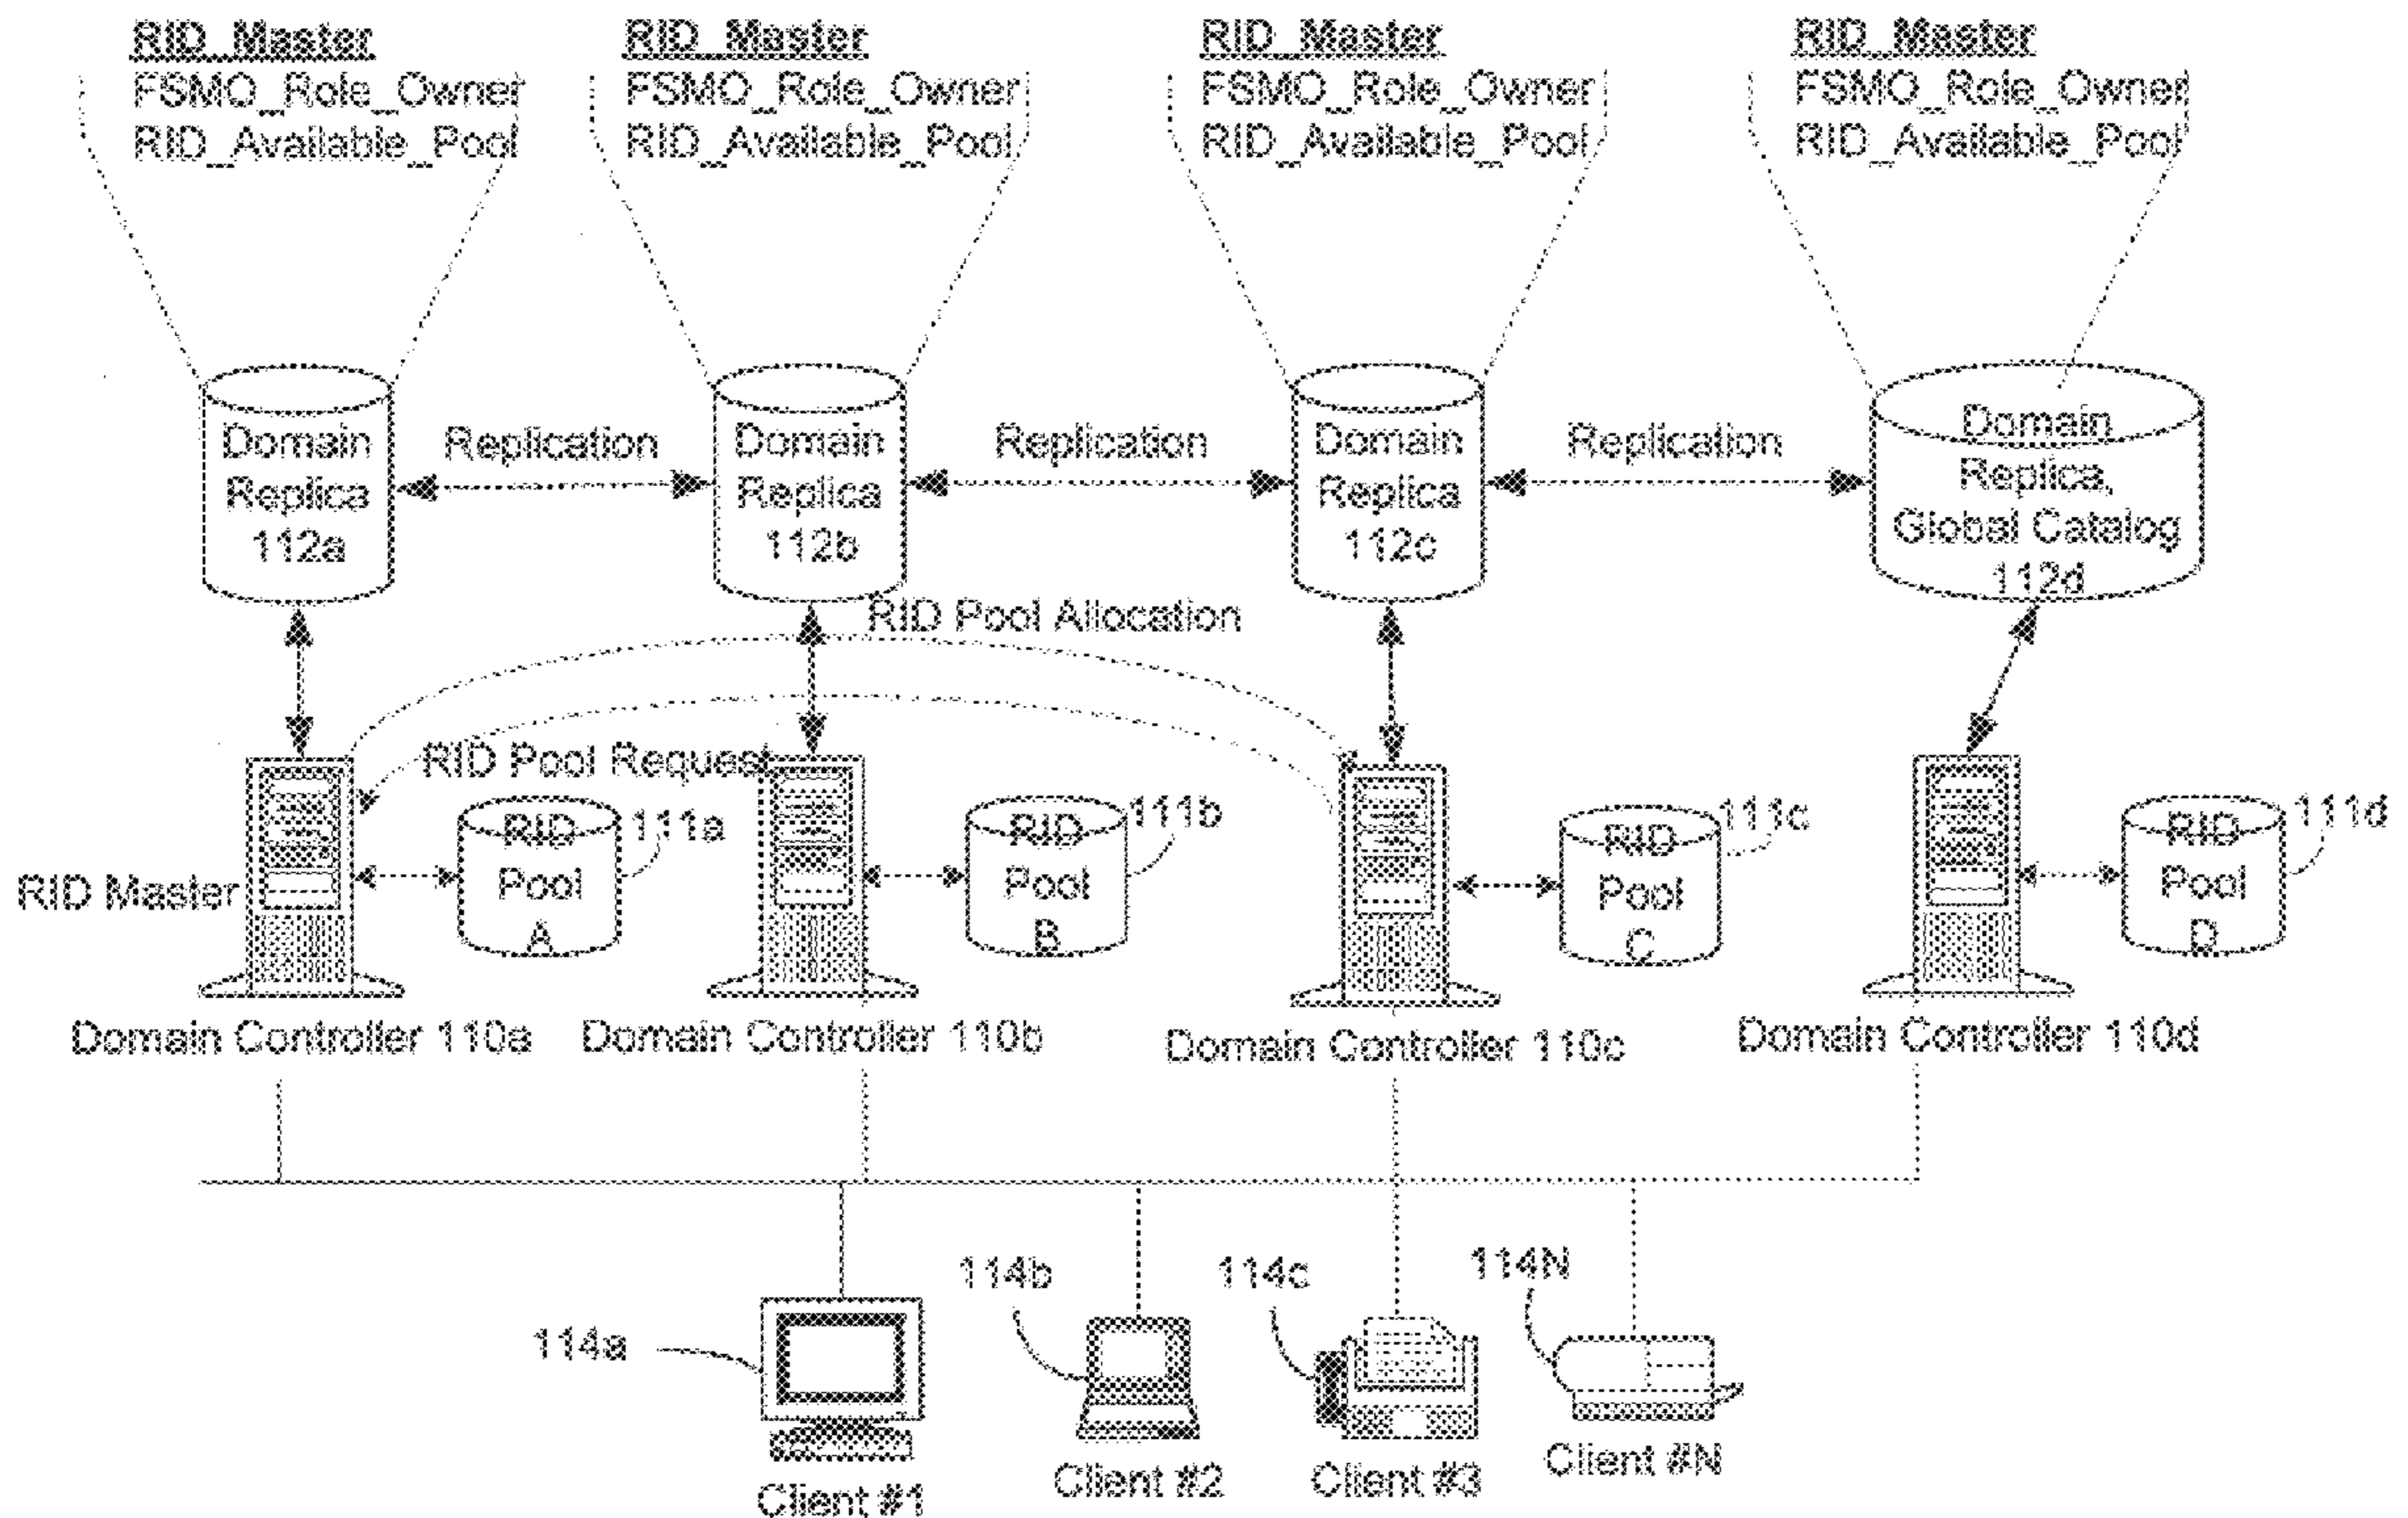 RID_Master
FSMO_Role_Owner
RID_Available_Pool
RID_Master
FSMO_Role_Owner
RID_Available_Pool
RID_Master
FSMO_Role_Owner
RID_Available_Pool
RID_Master
FSMO_Role_Owner
RID_Available_Pool
Domain
Replica
112a
Replication
Domain
Replica
112b
Replication
Domain
Replica
112c
Replication
Domain
Replica,
Global Catalog
112d
RID Pool Allocation
RID Pool Request
RID Master
RID
Pool
A
111a
RID
Pool
B
111b
RID
Pool
C
111c
RID
Pool
D
111d
Domain Controller 110a
Domain Controller 110b
Domain Controller 110c
Domain Controller 110d
114a
114b
114c
114N
Client #1
Client #2
Client #3
Client #N